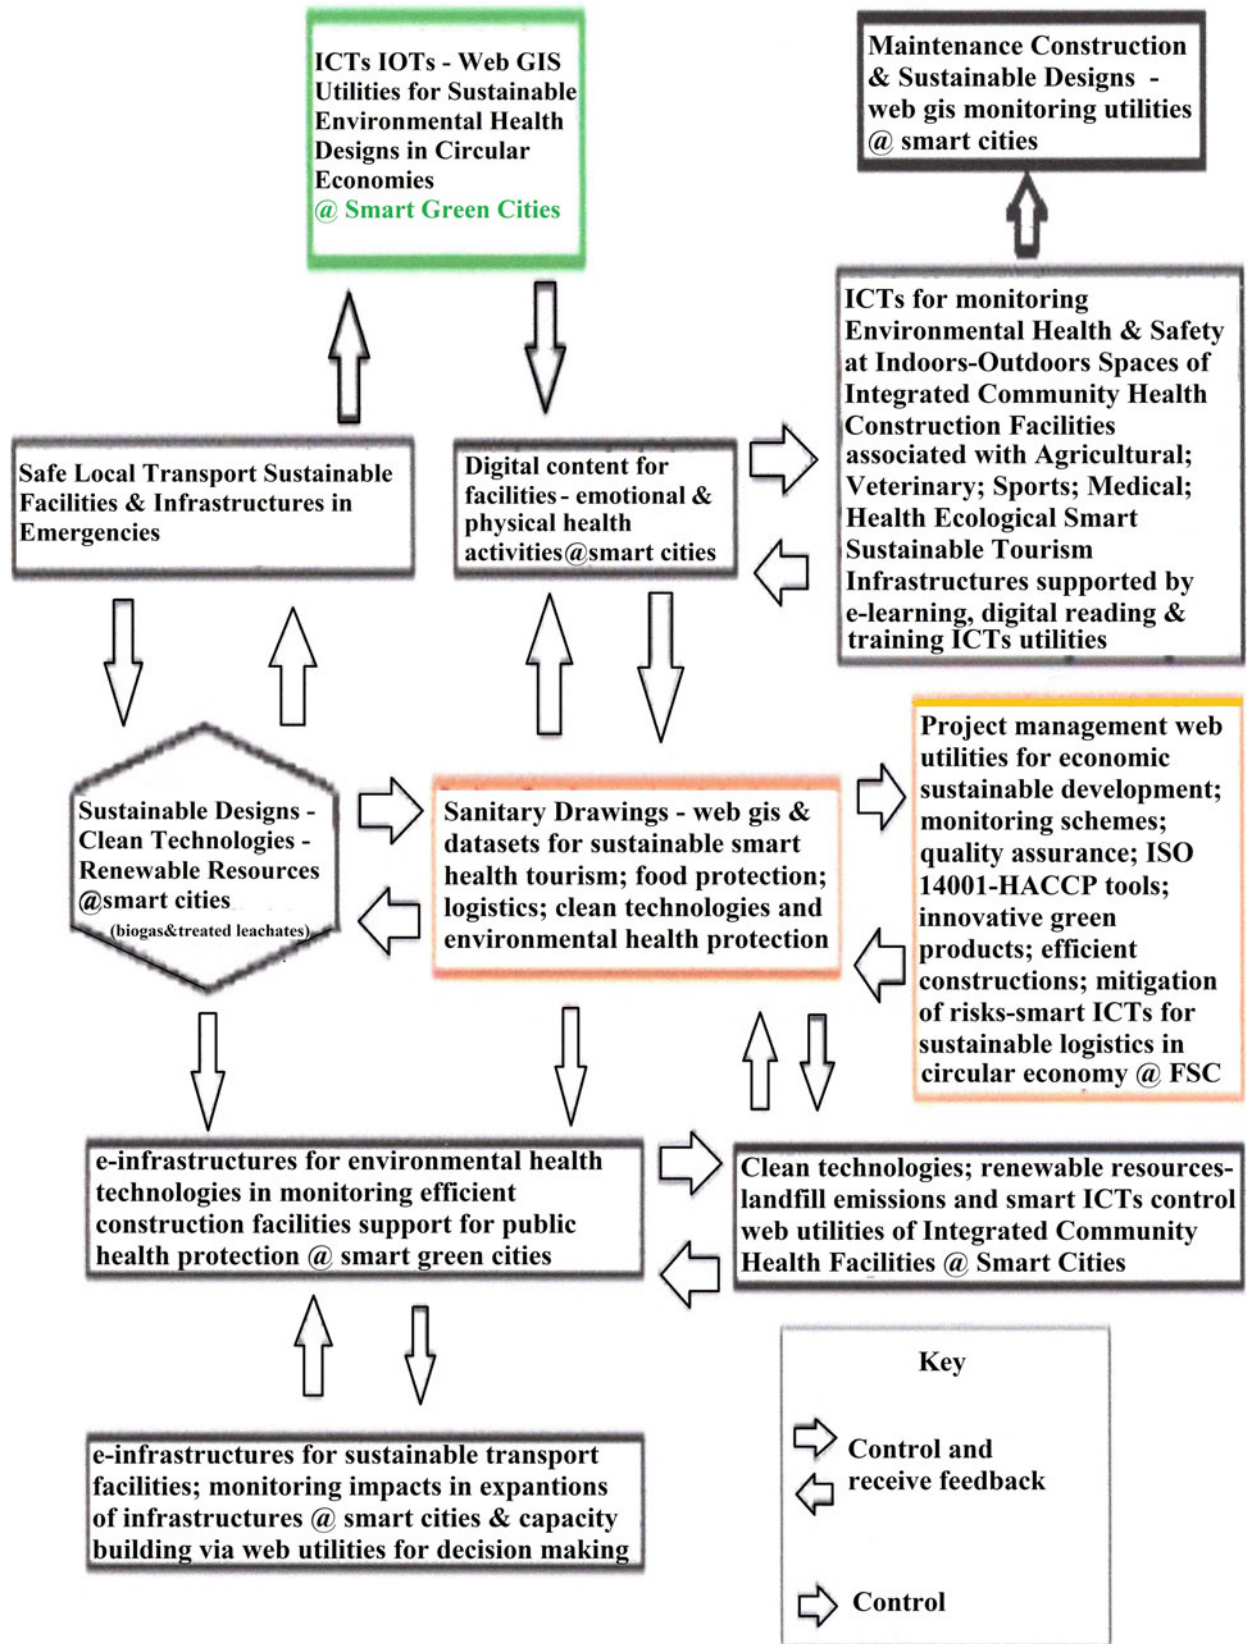 ICTs IOTs - Web GIS
Utilities for Sustainable
Environmental Health
Designs in Circular
Economies
@ Smart Green Cities
Maintenance Construction
& Sustainable Designs -
web gis monitoring utilities
@ smart cities
Safe Local Transport Sustainable
Facilities & Infrastructures in
Emergencies
Digital content for
facilities - emotional &
physical health
activities@smart cities
ICTs for monitoring
Environmental Health & Safety
at Indoors-Outdoors Spaces of
Integrated Community Health
Construction Facilities
associated with Agricultural;
Veterinary; Sports; Medical;
Health Ecological Smart
Sustainable Tourism
Infrastructures supported by
e-learning, digital reading &
training ICTs utilities
Sustainable Designs -
Clean Technologies -
Renewable Resources
@smart cities
(biogas&treated leachates)
Sanitary Drawings - web gis &
datasets for sustainable smart
health tourism; food protection;
logistics; clean technologies and
environmental health protection
Project management web
utilities for economic
sustainable development;
monitoring schemes;
quality assurance; ISO
14001-HACCP tools;
innovative green
products; efficient
constructions; mitigation
of risks-smart ICTs for
sustainable logistics in
circular economy @ FSC
e-infrastructures for environmental health
technologies in monitoring efficient
construction facilities support for public
health protection @ smart green cities
Clean technologies; renewable resources-
landfill emissions and smart ICTs control
web utilities of Integrated Community
Health Facilities @ Smart Cities
e-infrastructures for sustainable transport
facilities; monitoring impacts in expantions
of infrastructures @ smart cities & capacity
building via web utilities for decision making
Key
Control and
receive feedback
Control